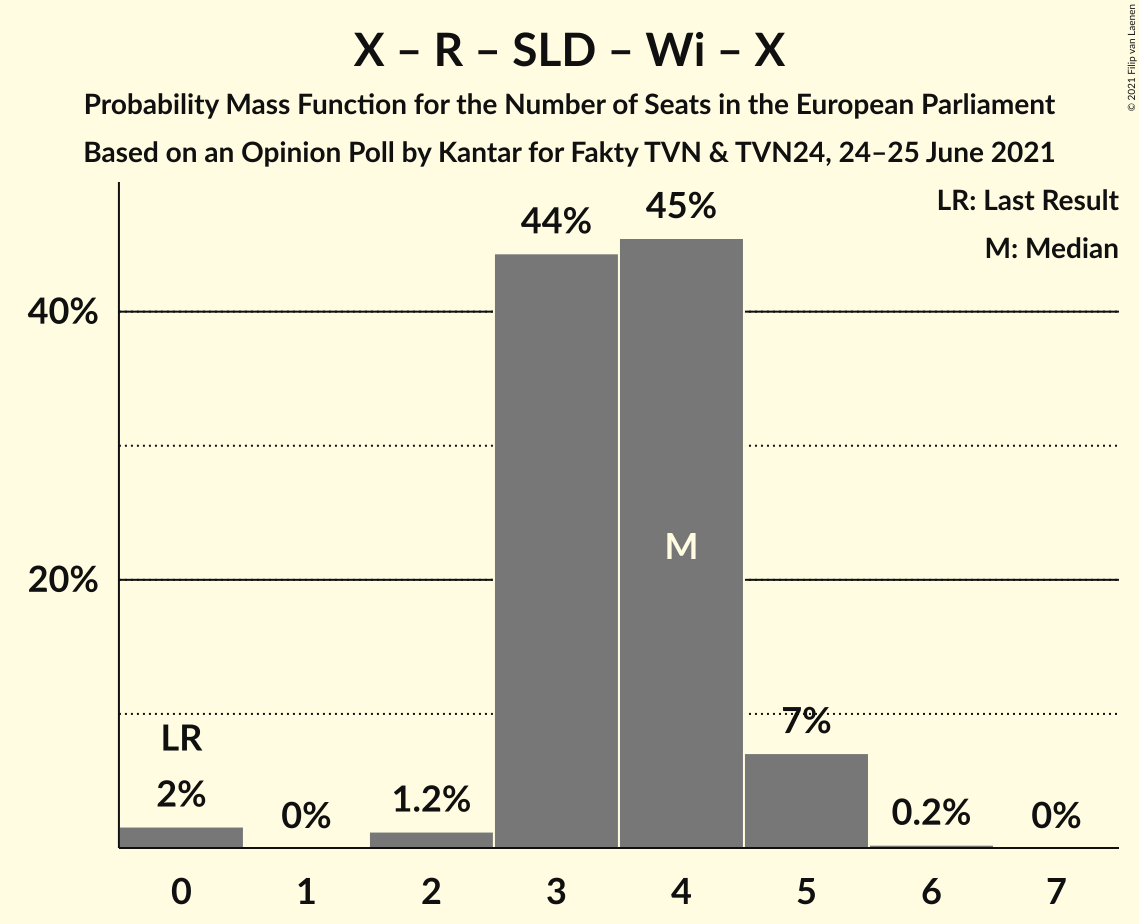 X – R – SLD – Wi – X
Probability Mass Function for the Number of Seats in the European Parliament
Based on an Opinion Poll by Kantar for Fakty TVN & TVN24, 24–25 June 2021
© 2021 Filip van Laenen
LR: Last Result
M: Median
40%
20%
LR
2%
0%
1.2%
44%
45%
M
7%
0.2%
0%
0 1 2 3 4 5 6 7